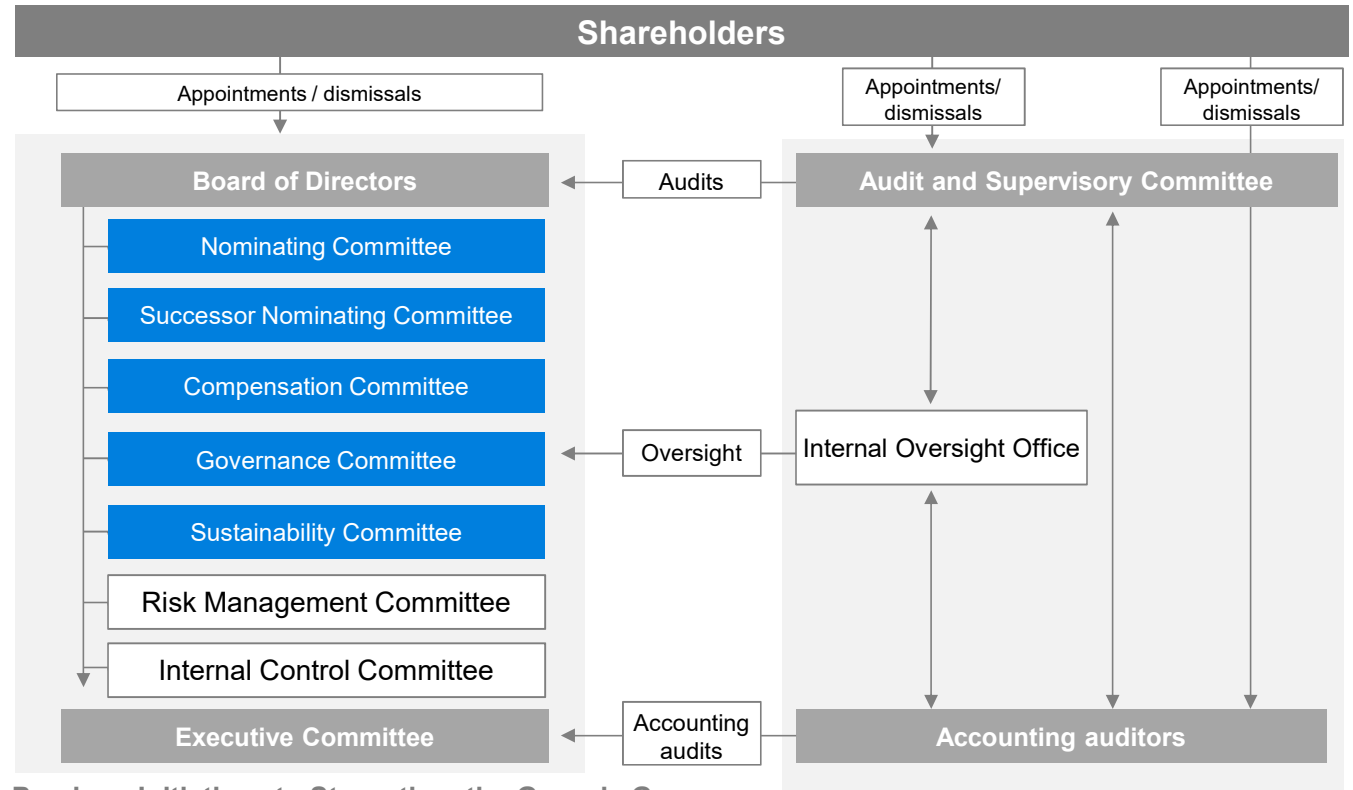 Shareholders
Appointments / dismissals
Appointments/
dismissals
Appointments/
dismissals
Board of Directors
Audits
Audit and Supervisory Committee
Nominating Committee
Successor Nominating Committee
Compensation Committee
Governance Committee
Oversight
Internal Oversight Office
Sustainability Committee
Risk Management Committee
Internal Control Committee
Executive Committee
Accounting
audits
Accounting auditors